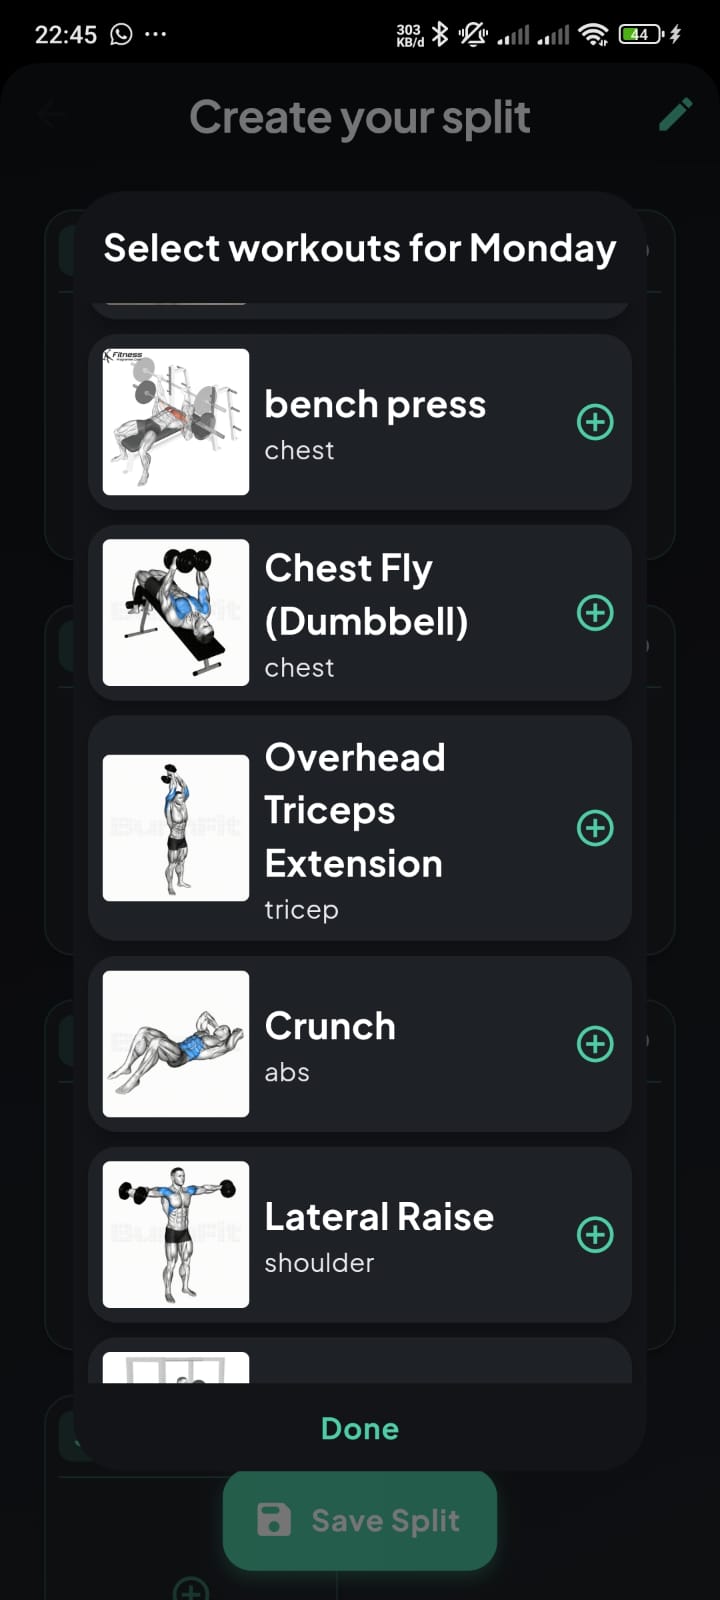 22:45
303
KB/d
44
Create your split
Select workouts for Monday
Fitness
bench press
chest
Chest Fly
(Dumbbell)
chest
Overhead
Triceps
Extension
tricep
Crunch
abs
Lateral Raise
shoulder
Done
Save Split